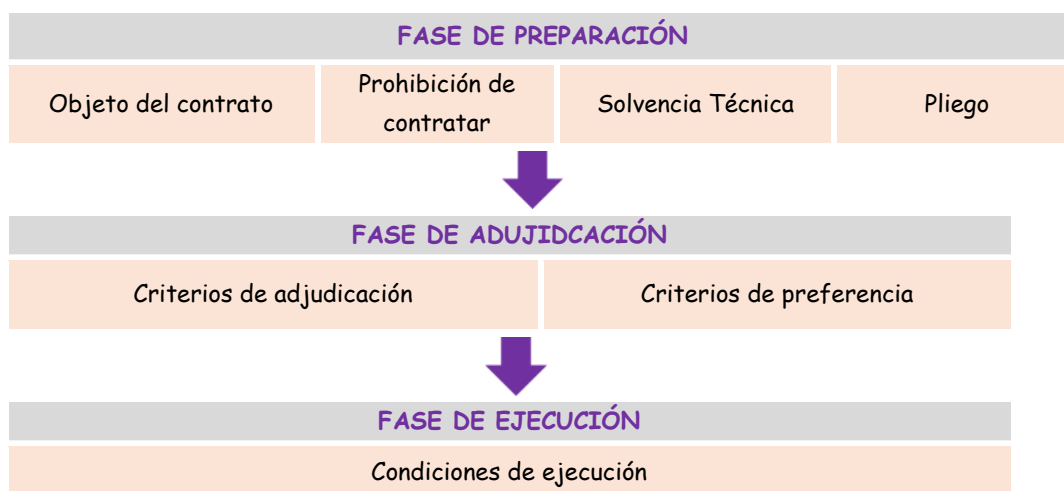 FASE DE PREPARACIÓN
Objeto del contrato
Prohibición de
contratar
Solvencia Técnica
Pliego
FASE DE ADUJIDCACIÓN
Criterios de adjudicación
Criterios de preferencia
FASE DE EJECUCIÓN
Condiciones de ejecución